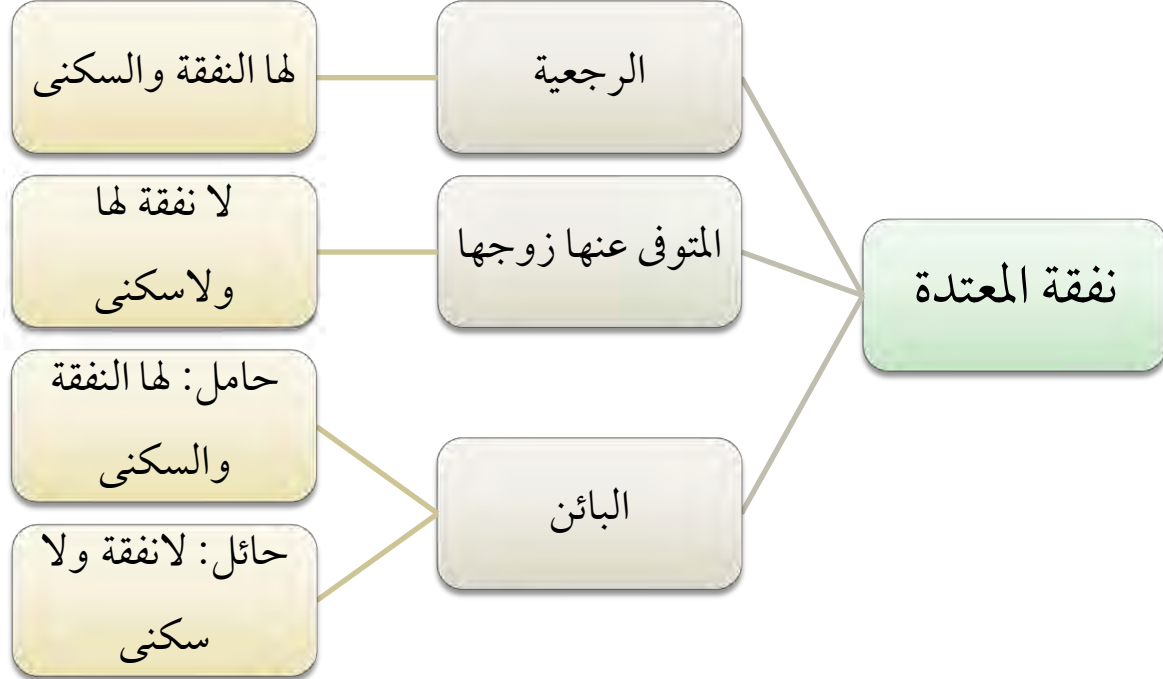 نفقة المعتدة
الرجعية
لها النفقة والسكنى
المتوفى عنها زوجها
لا نفقة لها
ولاسكنى
البائن
حامل: لها النفقة
والسكنى
حائل: لانفقة ولا
سكنى